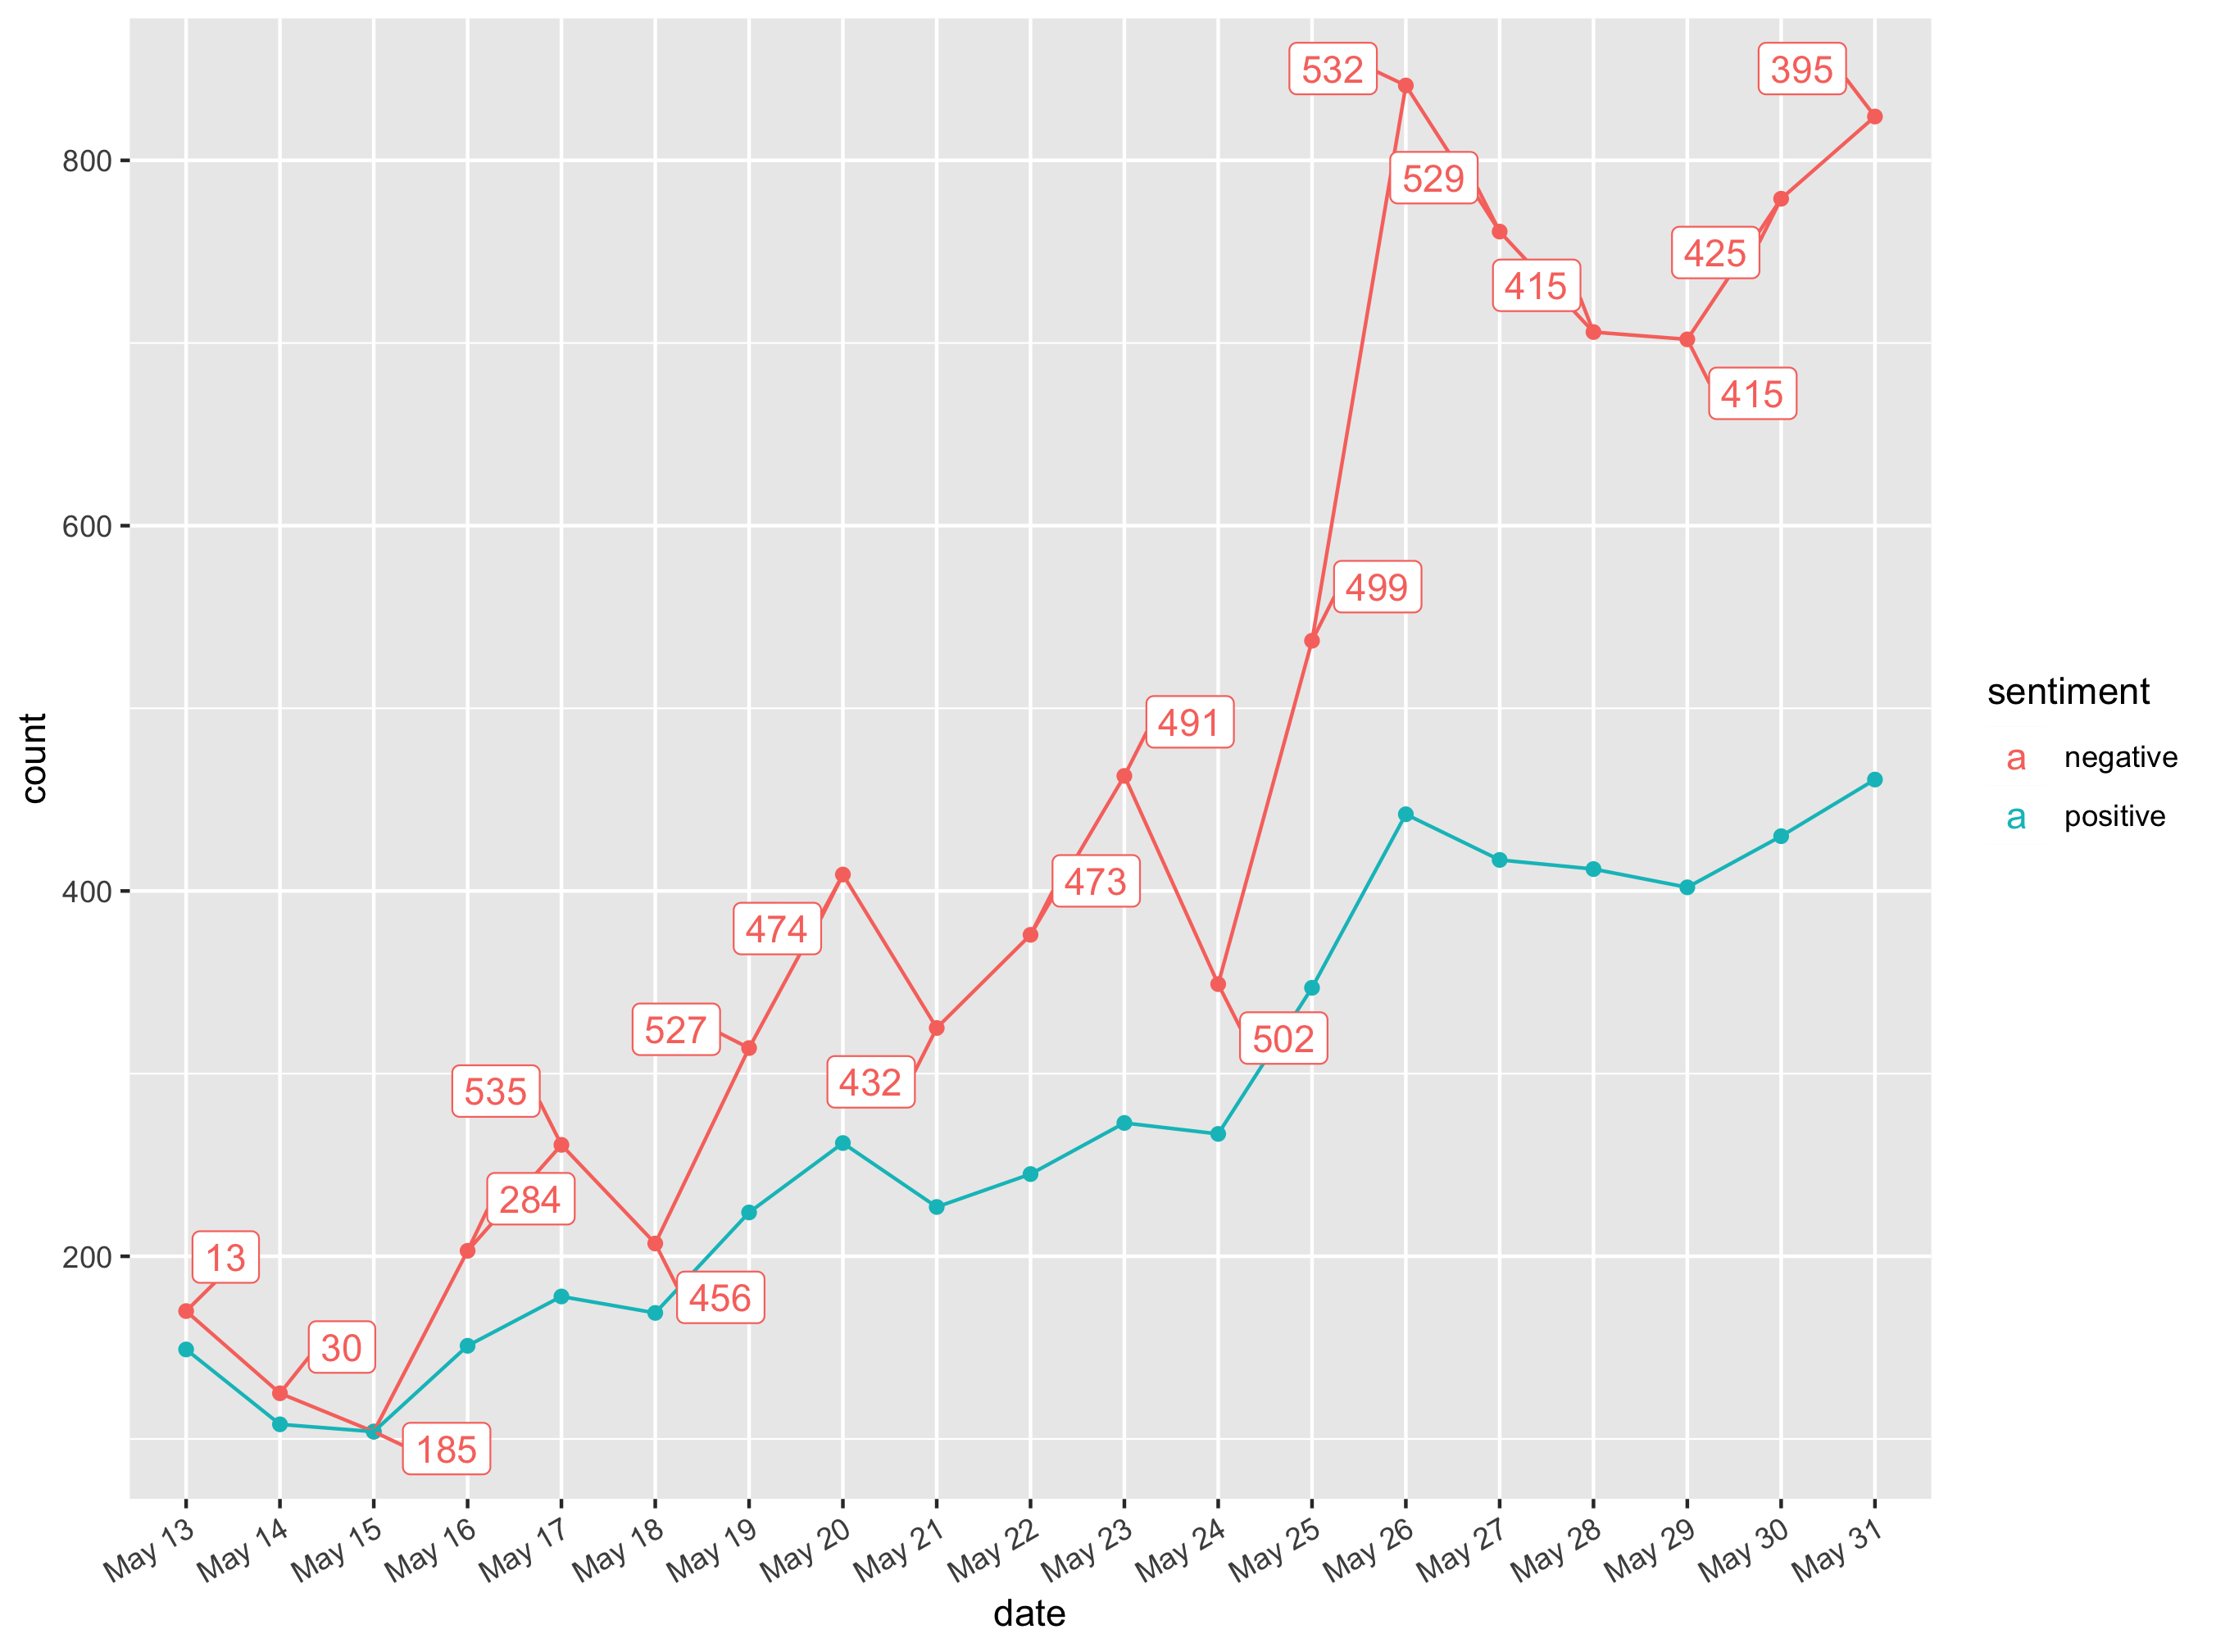 532
395
800
529
425
415
415
600
499
sentiment
491
a negative
count
a positive
400
473
474
527
502
432
535
284
200
13
456
30
185
May 13
May 14
May 15
May 16
May 17
May 18
May 19
May 20
May 21
May 22
May 23
May 24
May 25
May 26
May 27
May 28
May 29
May 30
May 31
date